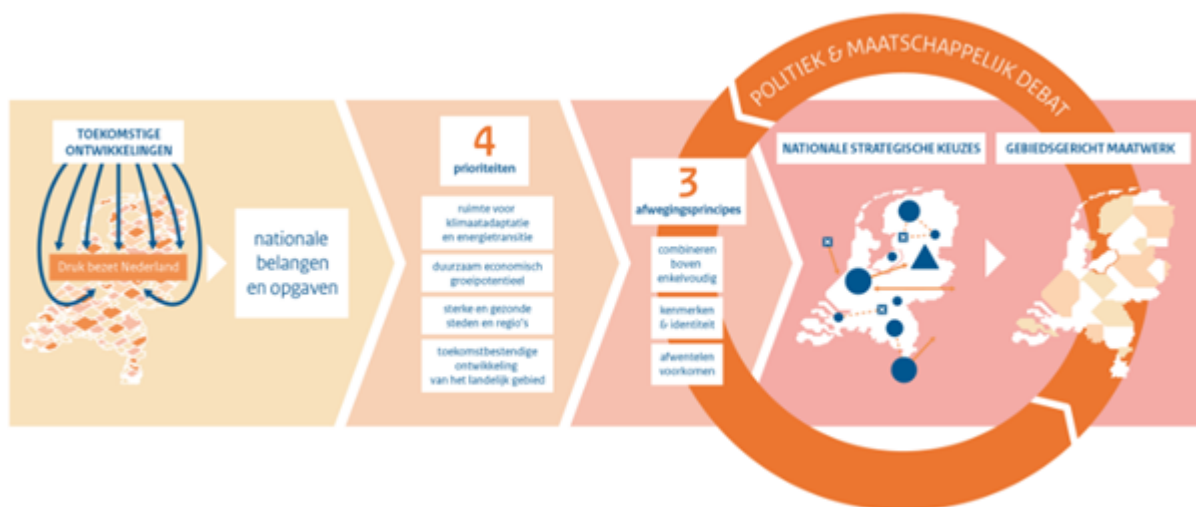 POLITIEK & MAATSCHAPPELIJK DEBAT
TOEKOMSTIGE
ONTWIKKELINGEN
Druk bezet Nederland
nationale
belangen
en opgaven
4
prioriteiten
ruimte voor
klimaatadaptatie
en energietransitie
duurzaam economisch
groeipotentieel
sterke en gezonde
steden en regio's
toekomstbestendige
ontwikkeling
van het landelijk gebied
3
afwegingsprincipes
combineren
boven
enkelvoudig
kenmerken
& identiteit
afwentelen
voorkomen
NATIONALE STRATEGISCHE KEUZES
GEBIEDSGERICHT MAATWERK